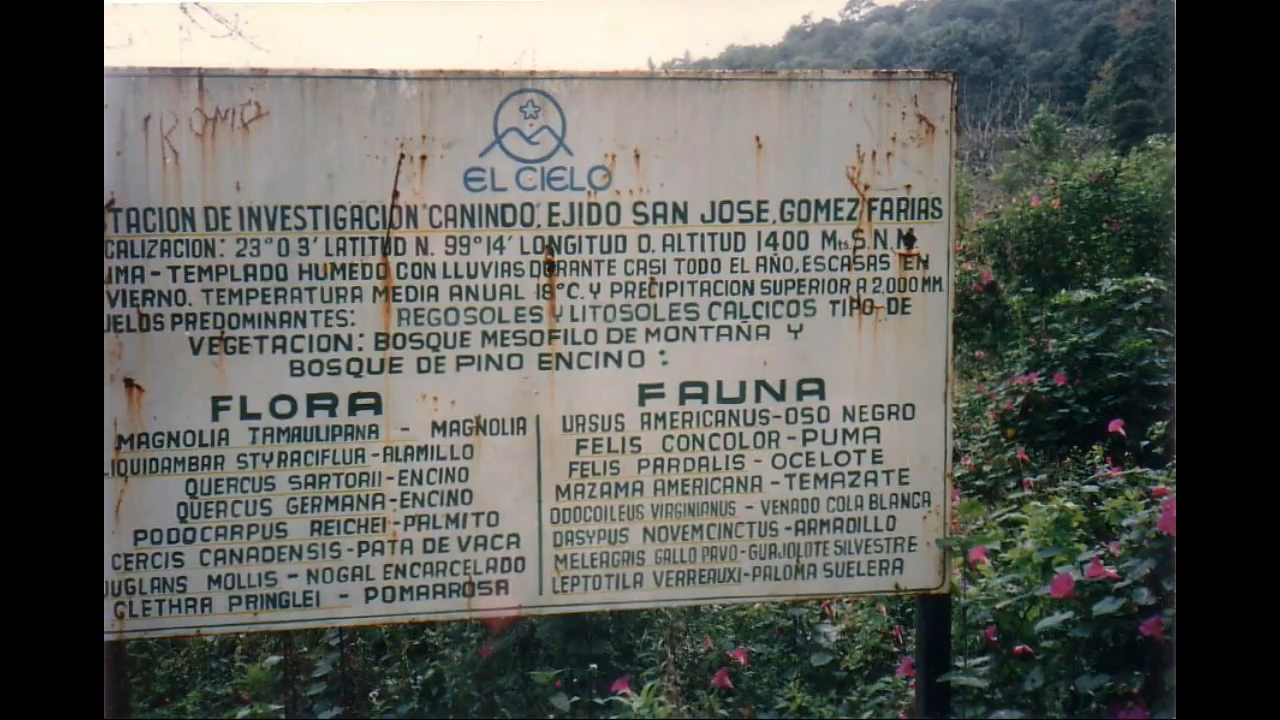 KOMO
EL CIELO
TACION DE INVESTIGACION CANINDO, EJIDO SAN JOSE, GOMEZ FARIAS
CALIZACION: 23°03' LATITUD N. 99°14' LONGITUD O. ALTITUD 1400 Mts.S.N.M.
IMA - TEMPLADO HUMEDO CON LLUVIAS DURANTE CASI TODO EL AÑO, ESCASAS EN
VIERNO. TEMPERATURA MEDIA ANUAL 18°C. Y PRECIPITACION SUPERIOR A 2,000 MM.
UELOS PREDOMINANTES: REGOSOLES Y LITOSOLES CALCICOS TIPO DE
VEGETACION: BOSQUE MESOFILO DE MONTAÑA Y
BOSQUE DE PINO ENCINO :
FLORA
MAGNOLIA TAMAULIPANA - MAGNOLIA
LIQUIDAMBAR STYRACIFLUA - ALAMILLO
QUERCUS SARTORII - ENCINO
QUERCUS GERMANA - ENCINO
PODOCARPUS REICHEI - PALMITO
CERCIS CANADENSIS - PATA DE VACA
OUGLANS MOLLIS - NOGAL ENCARCELADO
CLETHRA PRINGLEI - POMARROSA
FAUNA
URSUS AMERICANUS - OSO NEGRO
FELIS CONCOLOR - PUMA
FELIS PARDALIS - OCELOTE
MAZAMA AMERICANA - TEMAZATE
ODOCOILEUS VIRGINIANUS - VENADO COLA BLANCA
DASYPUS NOVEMCINCTUS - ARMADILLO
MELEAGRIS GALLO PAVO - GUAJOLOTE SILVESTRE
LEPTOTILA VERREAUXI - PALOMA SUELERA